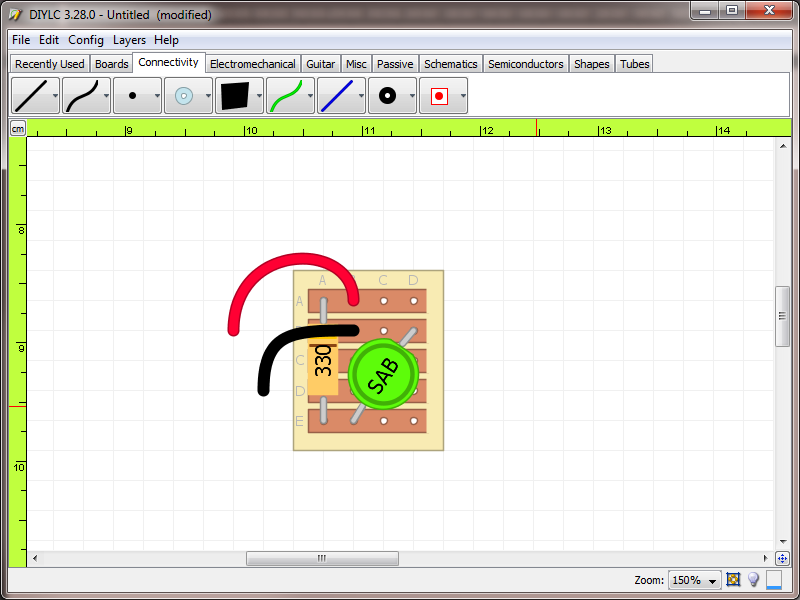 DIYLC 3.28.0 - Untitled (modified)
File Edit Config Layers Help
Recently Used Boards Connectivity Electromechanical Guitar Misc Passive Schematics Semiconductors Shapes Tubes
cm 9 10 11 12 13 14
8
A C D
A
330
SAB
9
C
D
E
10
Zoom: 150%